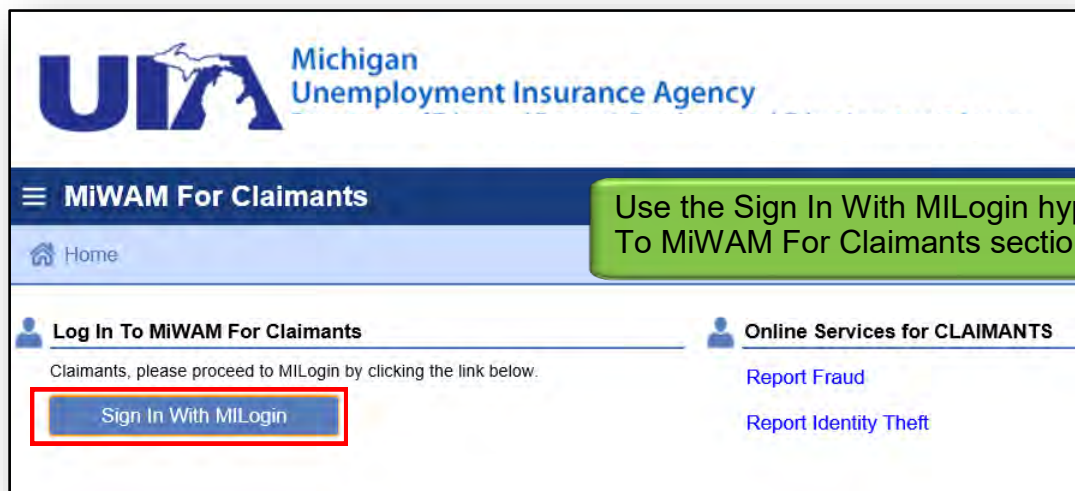 UIA
Michigan
Unemployment Insurance Agency
MiWAM For Claimants
Use the Sign In With MILogin hy
To MiWAM For Claimants sectio
Home
Log In To MiWAM For Claimants
Claimants, please proceed to MILogin by clicking the link below.
Sign In With MILogin
Online Services for CLAIMANTS
Report Fraud
Report Identity Theft